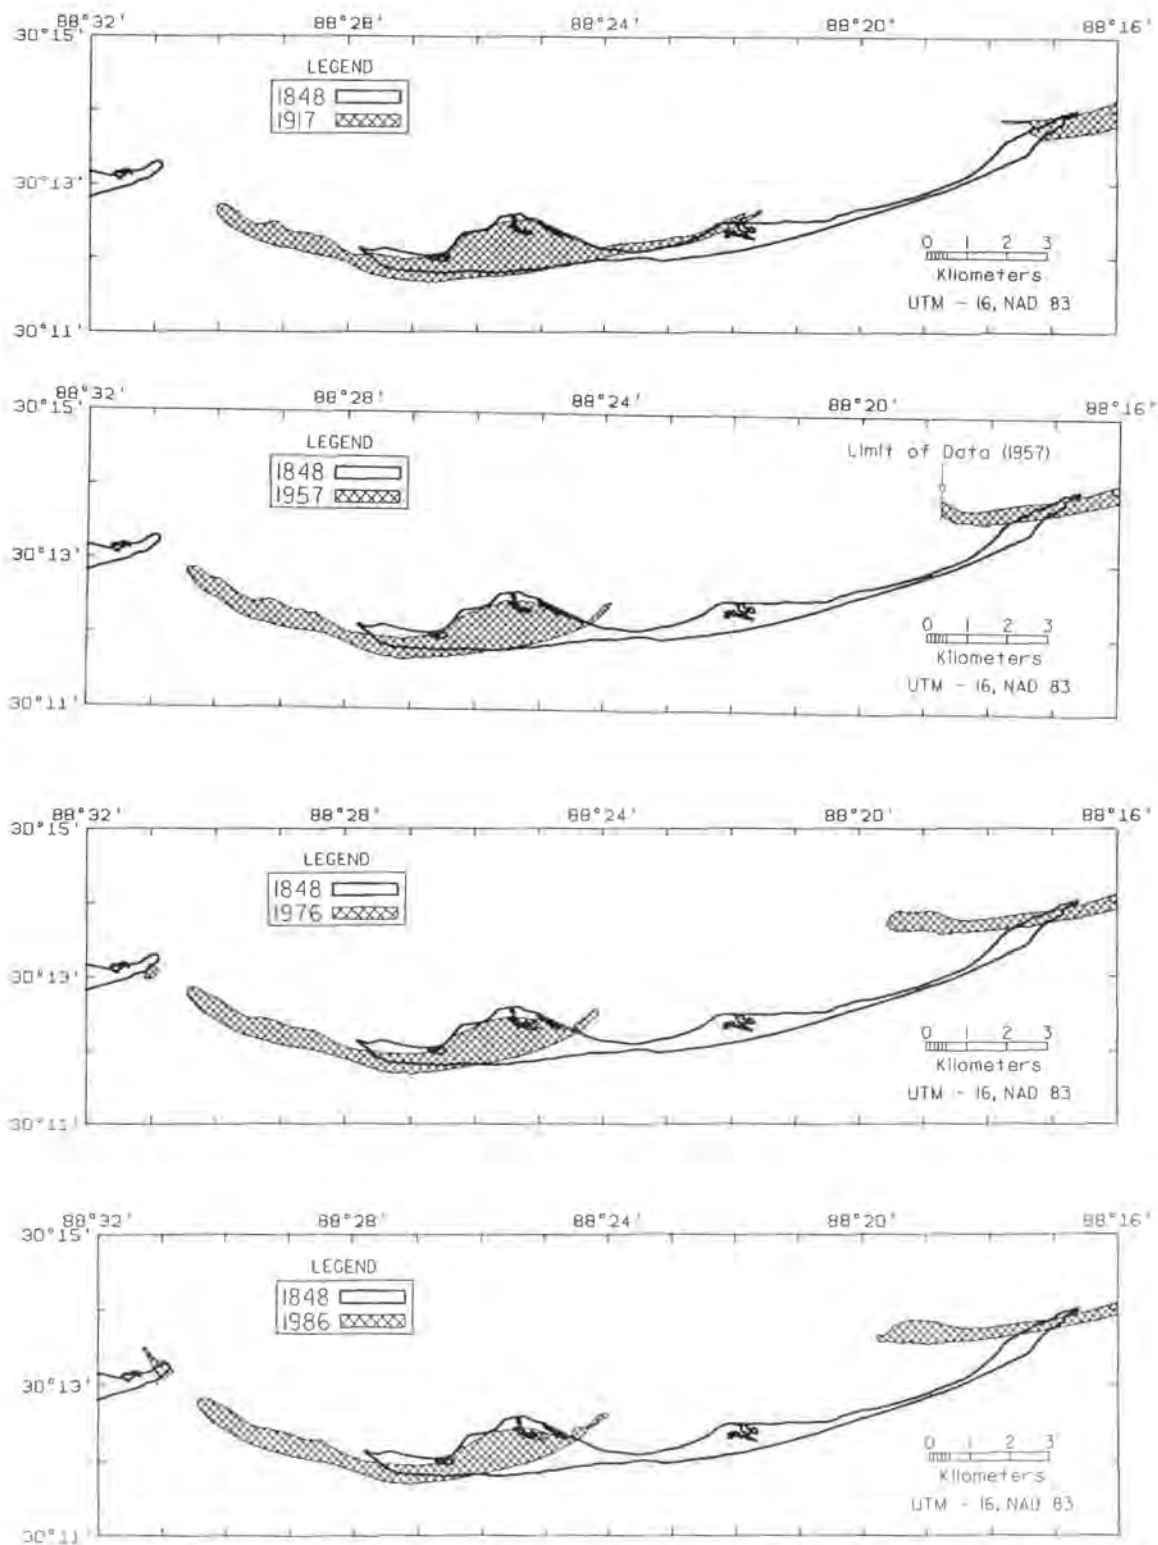 88°32' 88°28' 88°24' 88°20' 88°16'
30°15'
LEGEND
1848
1917
30°13'
0 1 2 3
Kilometers
UTM - 16, NAD 83
30°11'
88°32' 88°28' 88°24' 88°20' 88°16'
30°15'
LEGEND
1848
1957
Limit of Data (1957)
30°13'
0 1 2 3
Kilometers
UTM - 16, NAD 83
30°11'
88°32' 88°28' 88°24' 88°20' 88°16'
30°15'
LEGEND
1848
1976
30°13'
0 1 2 3
Kilometers
UTM - 16, NAD 83
30°11'
88°32' 88°28' 88°24' 88°20' 88°16'
30°15'
LEGEND
1848
1986
30°13'
0 1 2 3
Kilometers
UTM - 16, NAD 83
30°11'